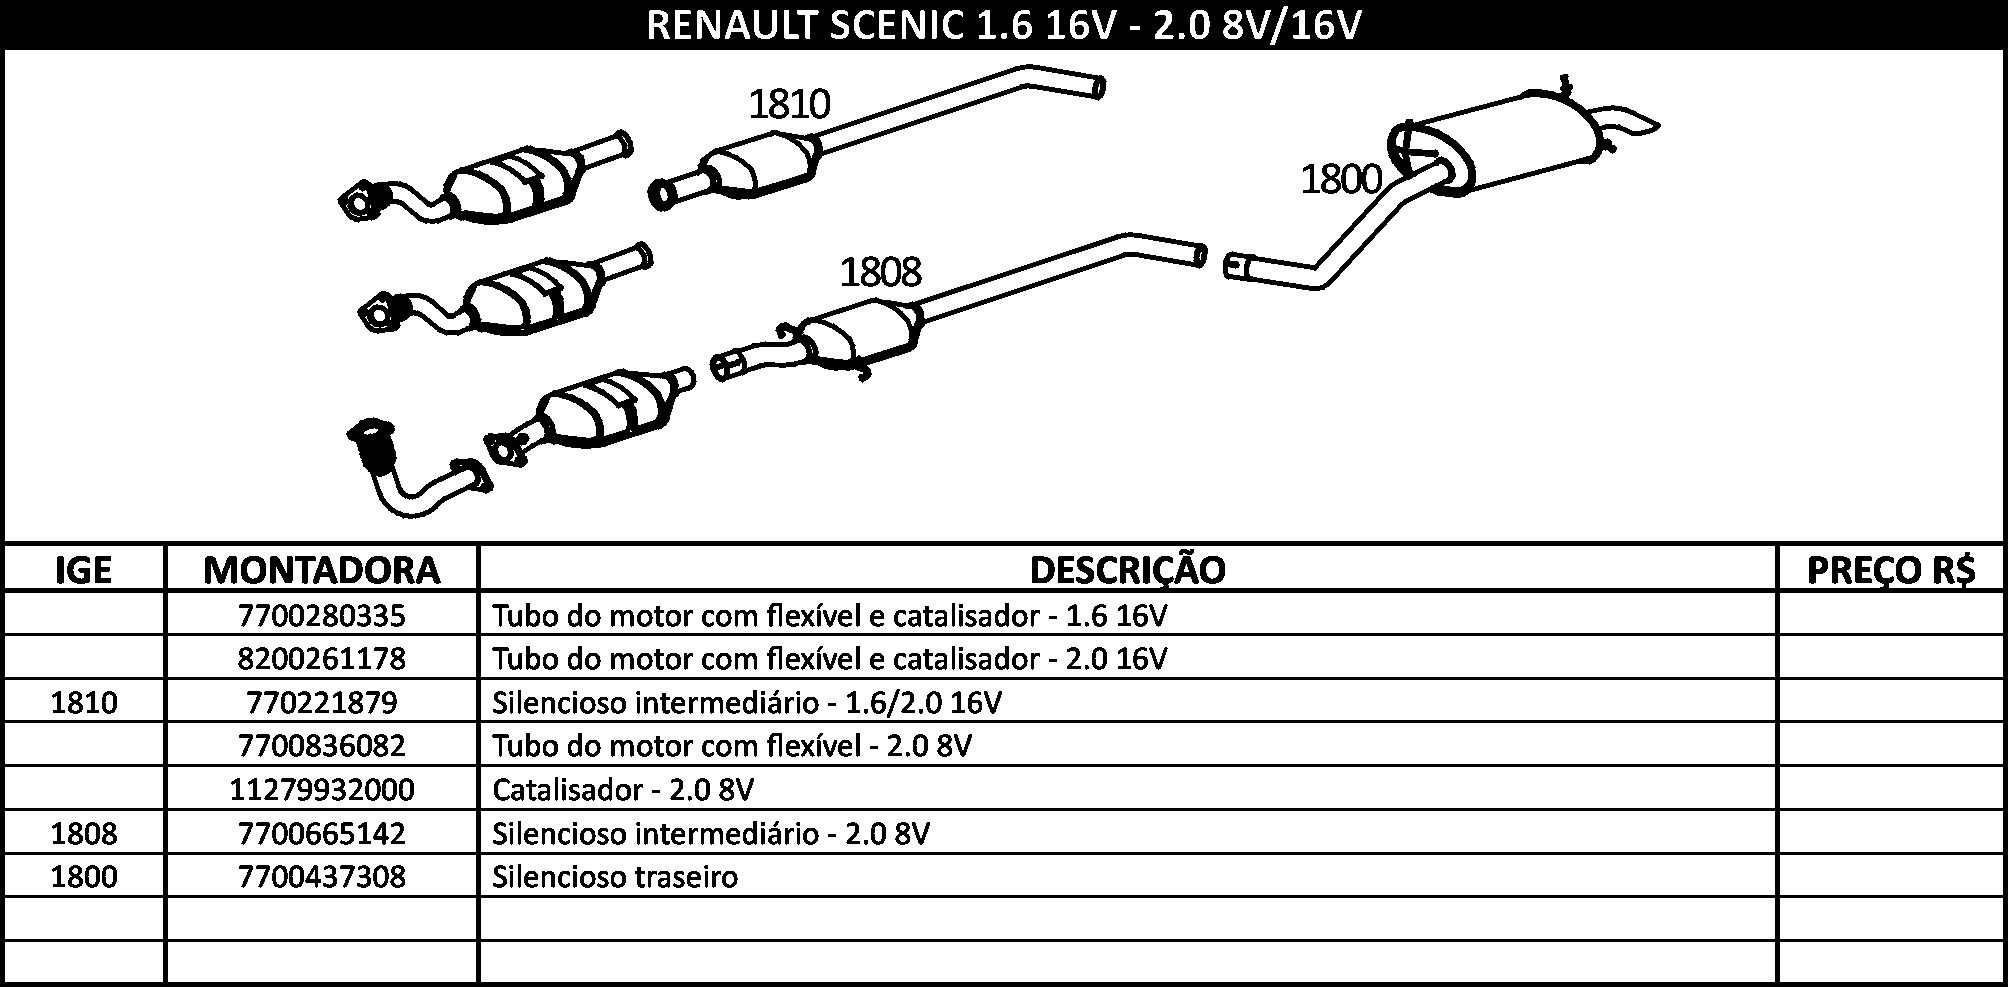 RENAULT SCENIC 1.6 16V - 2.0 8V/16V
1810
1800
1808
IGE MONTADORA DESCRIÇÃO PREÇO R$
7700280335 Tubo do motor com flexível e catalisador - 1.6 16V
8200261178 Tubo do motor com flexível e catalisador - 2.0 16V
1810 770221879 Silencioso intermediário - 1.6/2.0 16V
7700836082 Tubo do motor com flexível - 2.0 8V
11279932000 Catalisador - 2.0 8V
1808 7700665142 Silencioso intermediário - 2.0 8V
1800 7700437308 Silencioso traseiro